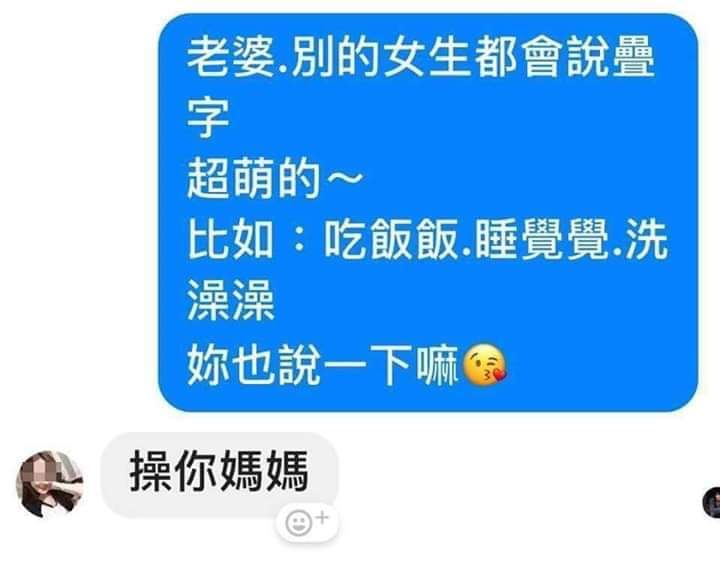 老婆.別的女生都會說疊
字
超萌的～
比如：吃飯飯.睡覺覺.洗
澡澡
妳也說一下嘛😘
操你媽媽